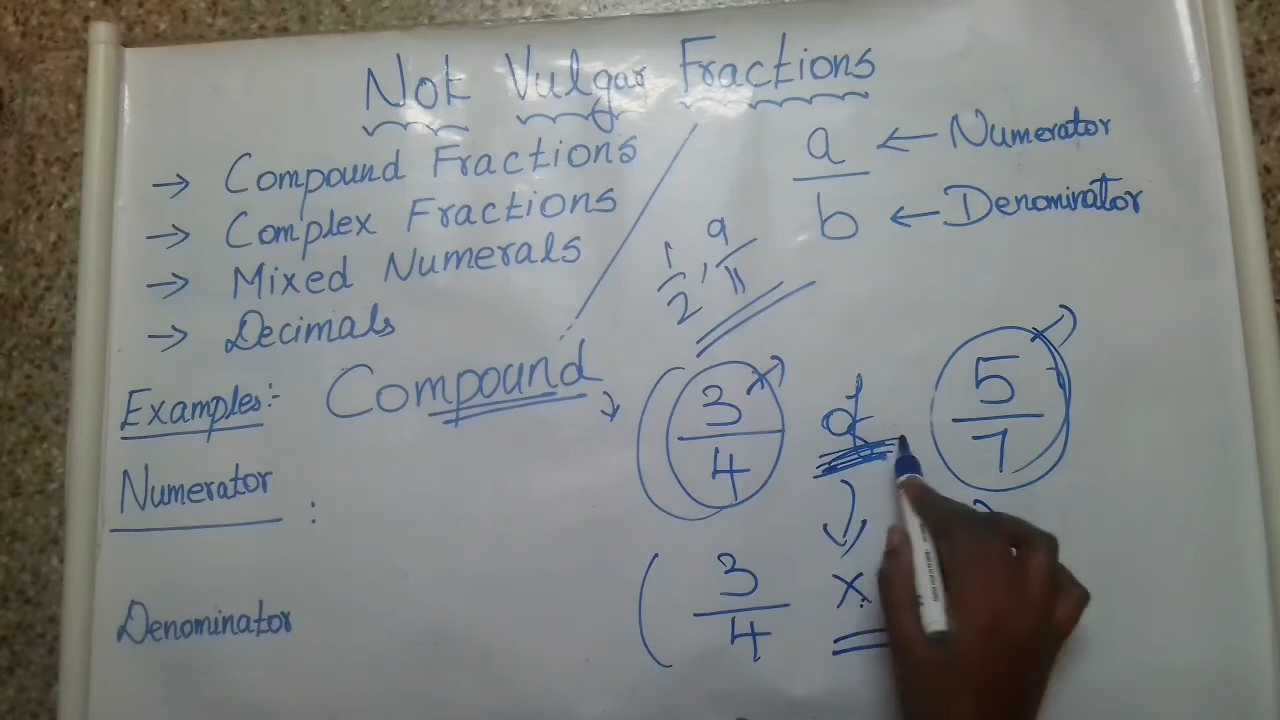 Not Vulgar Fractions
→ Compound Fractions
→ Complex Fractions
→ Mixed Numerals
→ Decimals
a ← Numerator
b ← Denominator
1/2, 9/11
Examples:-
Compound
3/4 of 5/7
Numerator :
( 3/4 ×
Denominator